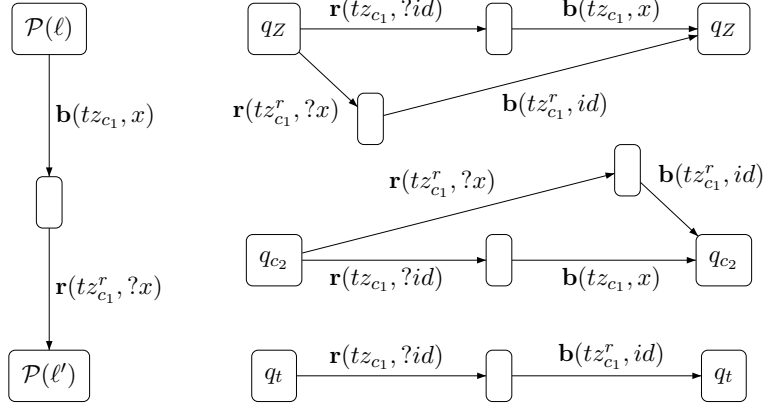 𝒫(ℓ)
b(tz_{c_1}, x)
r(tz^r_{c_1}, ?x)
𝒫(ℓ′)
q_Z
r(tz_{c_1}, ?id)
b(tz_{c_1}, x)
q_Z
r(tz^r_{c_1}, ?x)
b(tz^r_{c_1}, id)
r(tz^r_{c_1}, ?x)
b(tz^r_{c_1}, id)
q_{c_2}
r(tz_{c_1}, ?id)
b(tz_{c_1}, x)
q_{c_2}
q_t
r(tz_{c_1}, ?id)
b(tz^r_{c_1}, id)
q_t